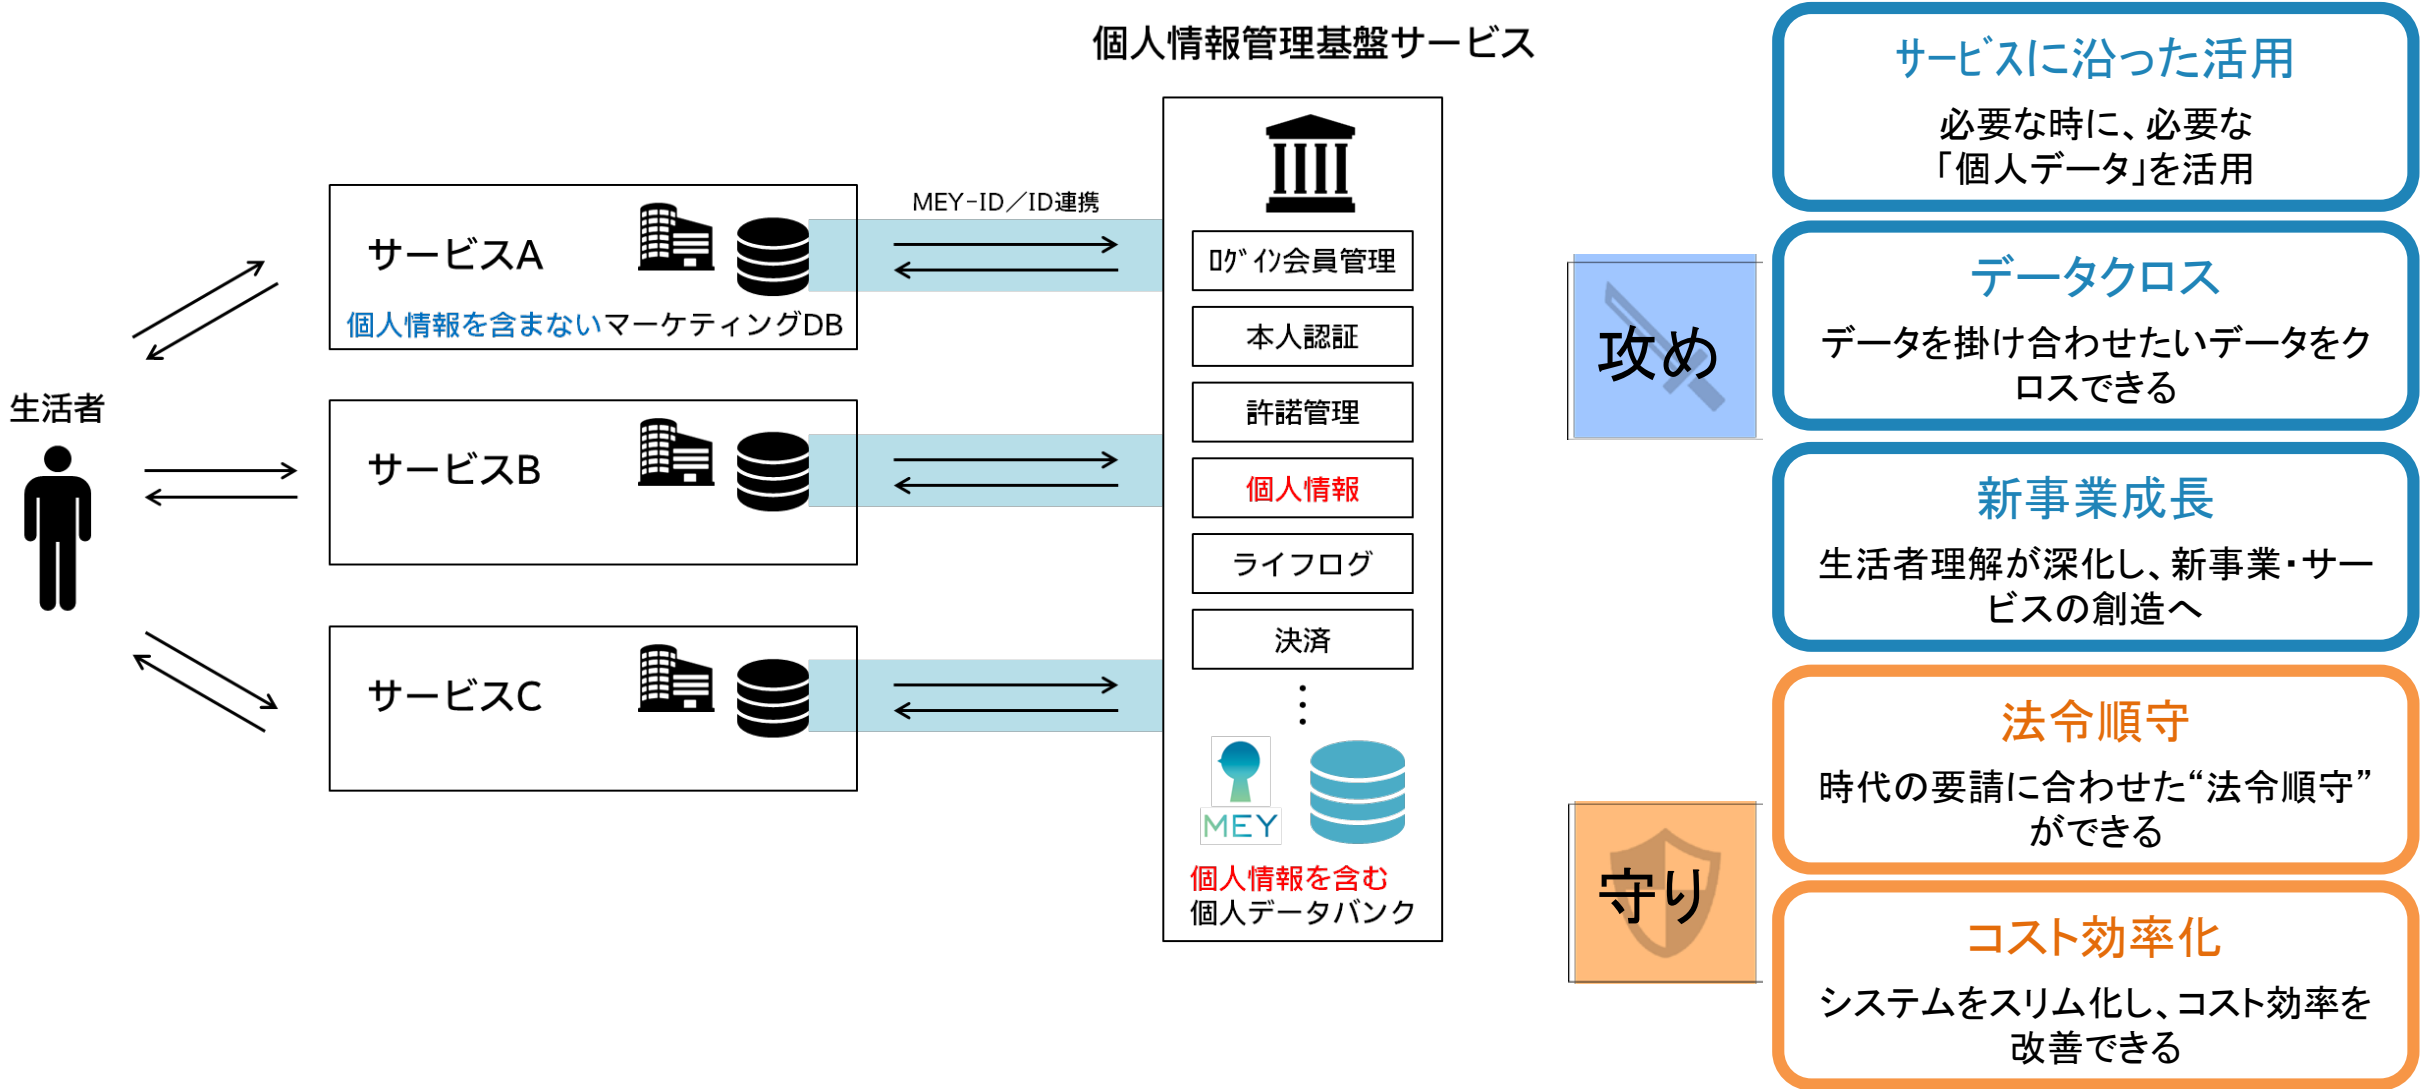 個人情報管理基盤サービス
生活者
サービスA
個人情報を含まないマーケティングDB
サービスB
サービスC
MEY-ID／ID連携
ﾛｸﾞｲﾝ会員管理
本人認証
許諾管理
個人情報
ライフログ
決済
⋮
MEY
個人情報を含む
個人データバンク
攻め
サービスに沿った活用
必要な時に、必要な
「個人データ」を活用
データクロス
データを掛け合わせたいデータをク
ロスできる
新事業成長
生活者理解が深化し、新事業・サー
ビスの創造へ
守り
法令順守
時代の要請に合わせた“法令順守”
ができる
コスト効率化
システムをスリム化し、コスト効率を
改善できる